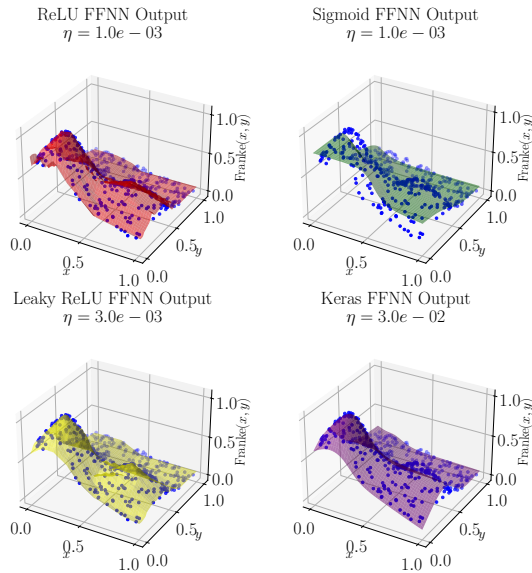 ReLU FFNN Output
η = 1.0e − 03
Sigmoid FFNN Output
η = 1.0e − 03
0.0
0.5
1.0
x
0.0
0.5
1.0
y
0.0
0.5
1.0
Franke(x, y)
0.0
0.5
1.0
x
0.0
0.5
1.0
y
0.0
0.5
1.0
Franke(x, y)
Leaky ReLU FFNN Output
η = 3.0e − 03
Keras FFNN Output
η = 3.0e − 02
0.0
0.5
1.0
x
0.0
0.5
1.0
y
0.0
0.5
1.0
Franke(x, y)
0.0
0.5
1.0
x
0.0
0.5
1.0
y
0.0
0.5
1.0
Franke(x, y)